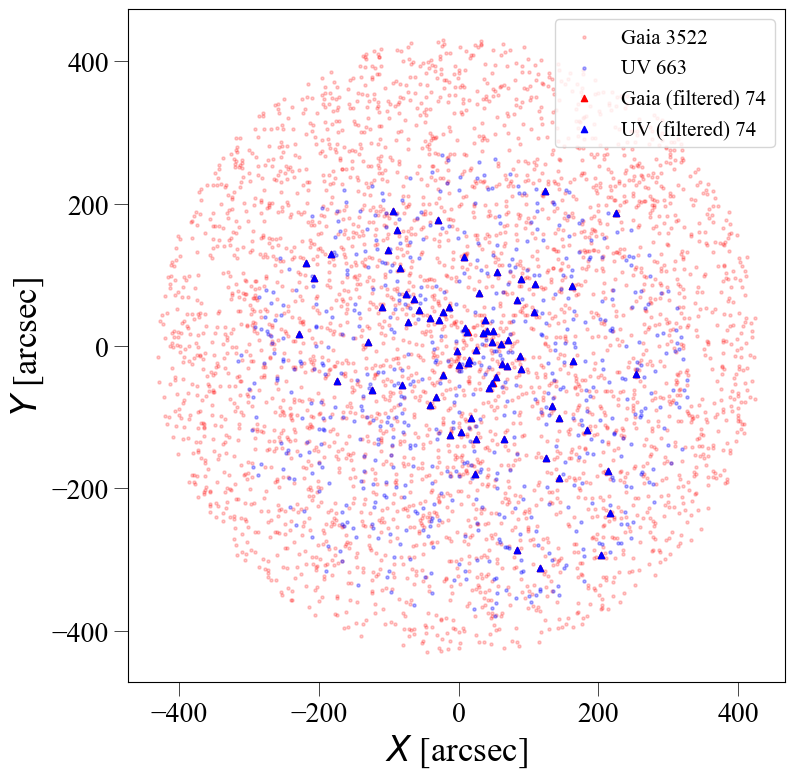 Gaia 3522
UV 663
Gaia (filtered) 74
UV (filtered) 74
400
200
0
−200
−400
Y [arcsec]
−400 −200 0 200 400
X [arcsec]